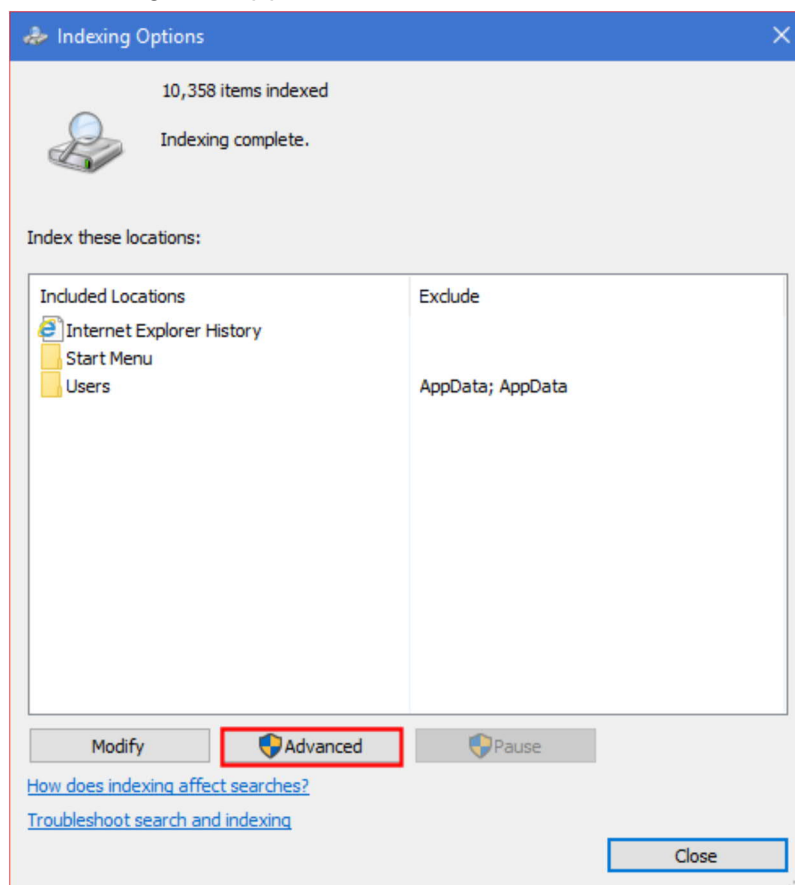 Indexing Options
10,358 items indexed
Indexing complete.
Index these locations:
Included Locations Exclude
Internet Explorer History
Start Menu
Users AppData; AppData
Modify Advanced Pause
How does indexing affect searches?
Troubleshoot search and indexing
Close